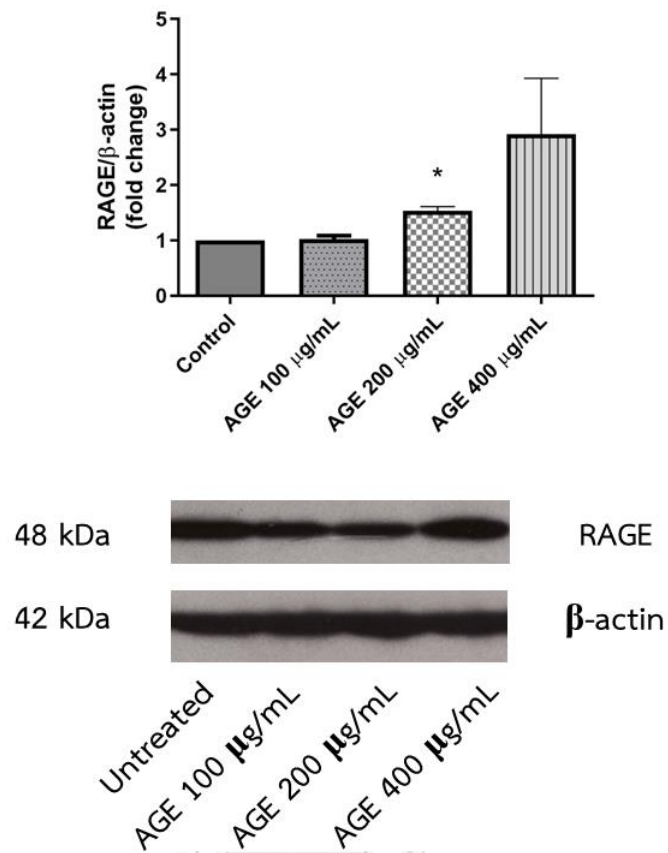 5
4
3
2
1
0
RAGE/β-actin
(fold change)
*
Control
AGE 100 μg/mL
AGE 200 μg/mL
AGE 400 μg/mL
48 kDa
RAGE
42 kDa
β-actin
Untreated
AGE 100 μg/mL
AGE 200 μg/mL
AGE 400 μg/mL